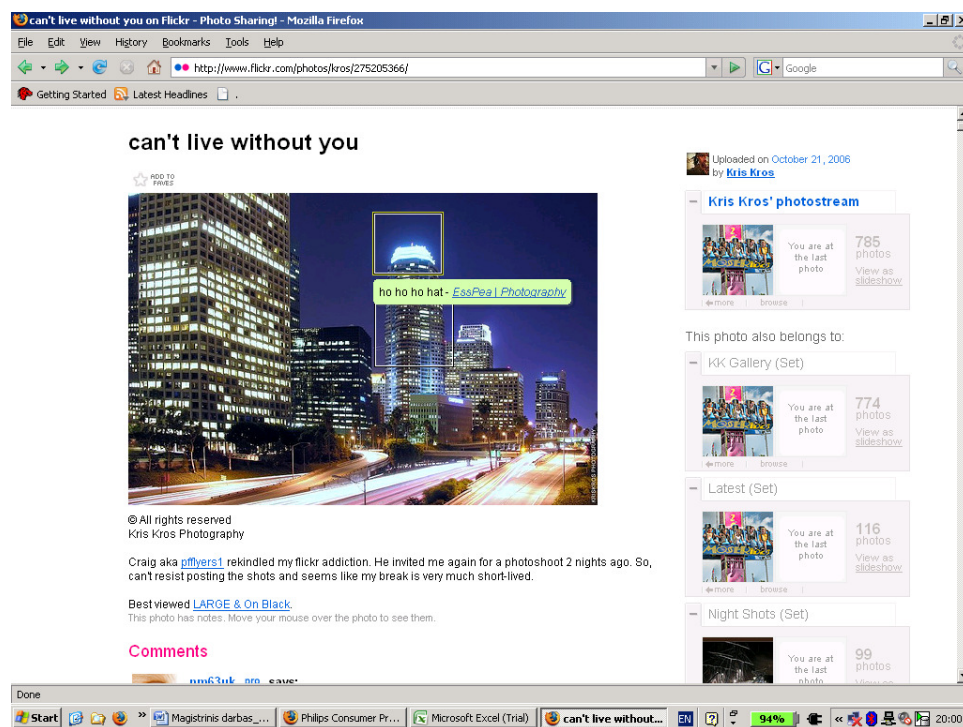 can't live without you on Flickr - Photo Sharing! - Mozilla Firefox
File Edit View History Bookmarks Tools Help
http://www.flickr.com/photos/kros/275205366/
G Google
Getting Started Latest Headlines .
can't live without you
ADD TO
FAVES
ho ho ho hat - EssPea | Photography
© All rights reserved
Kris Kros Photography
Craig aka pfflyers1 rekindled my flickr addiction. He invited me again for a photoshoot 2 nights ago. So,
can't resist posting the shots and seems like my break is very much short-lived.
Best viewed LARGE & On Black.
This photo has notes. Move your mouse over the photo to see them.
Comments
pm63uk pro says:
Uploaded on October 21, 2006
by Kris Kros
Kris Kros' photostream
You are at
the last
photo
785
photos
View as
slideshow
more browse
This photo also belongs to:
KK Gallery (Set)
You are at
the last
photo
774
photos
View as
slideshow
more browse
Latest (Set)
You are at
the last
photo
116
photos
View as
slideshow
more browse
Night Shots (Set)
You are at
the last
photo
99
photos
View as
Done
Start Magistrinis darbas_... Philips Consumer Pr... Microsoft Excel (Trial) can't live without... EN 94% 20:00